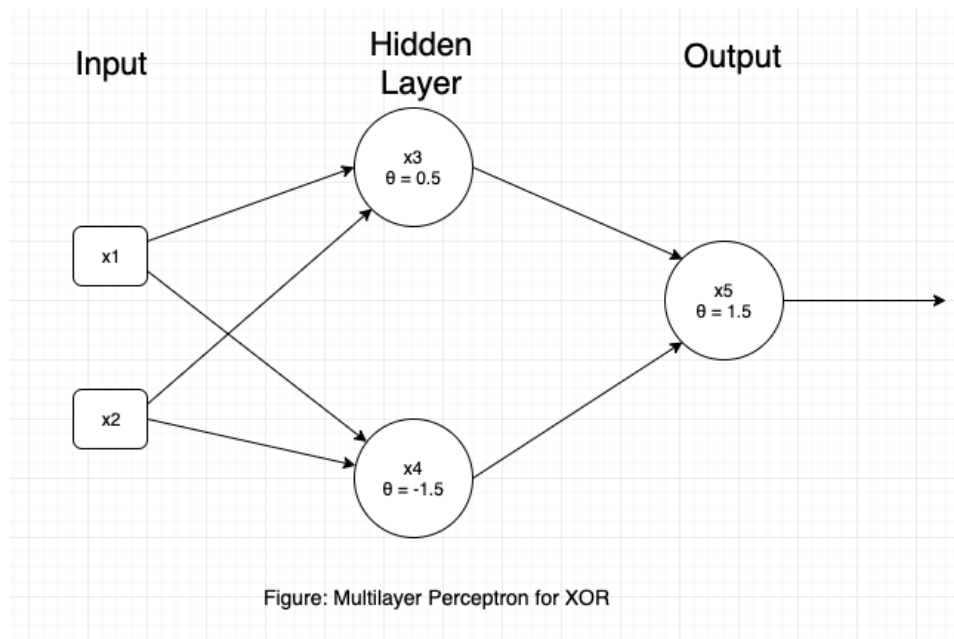 Input
Hidden
Layer
Output
x3
θ = 0.5
x1
x5
θ = 1.5
x2
x4
θ = -1.5
Figure: Multilayer Perceptron for XOR